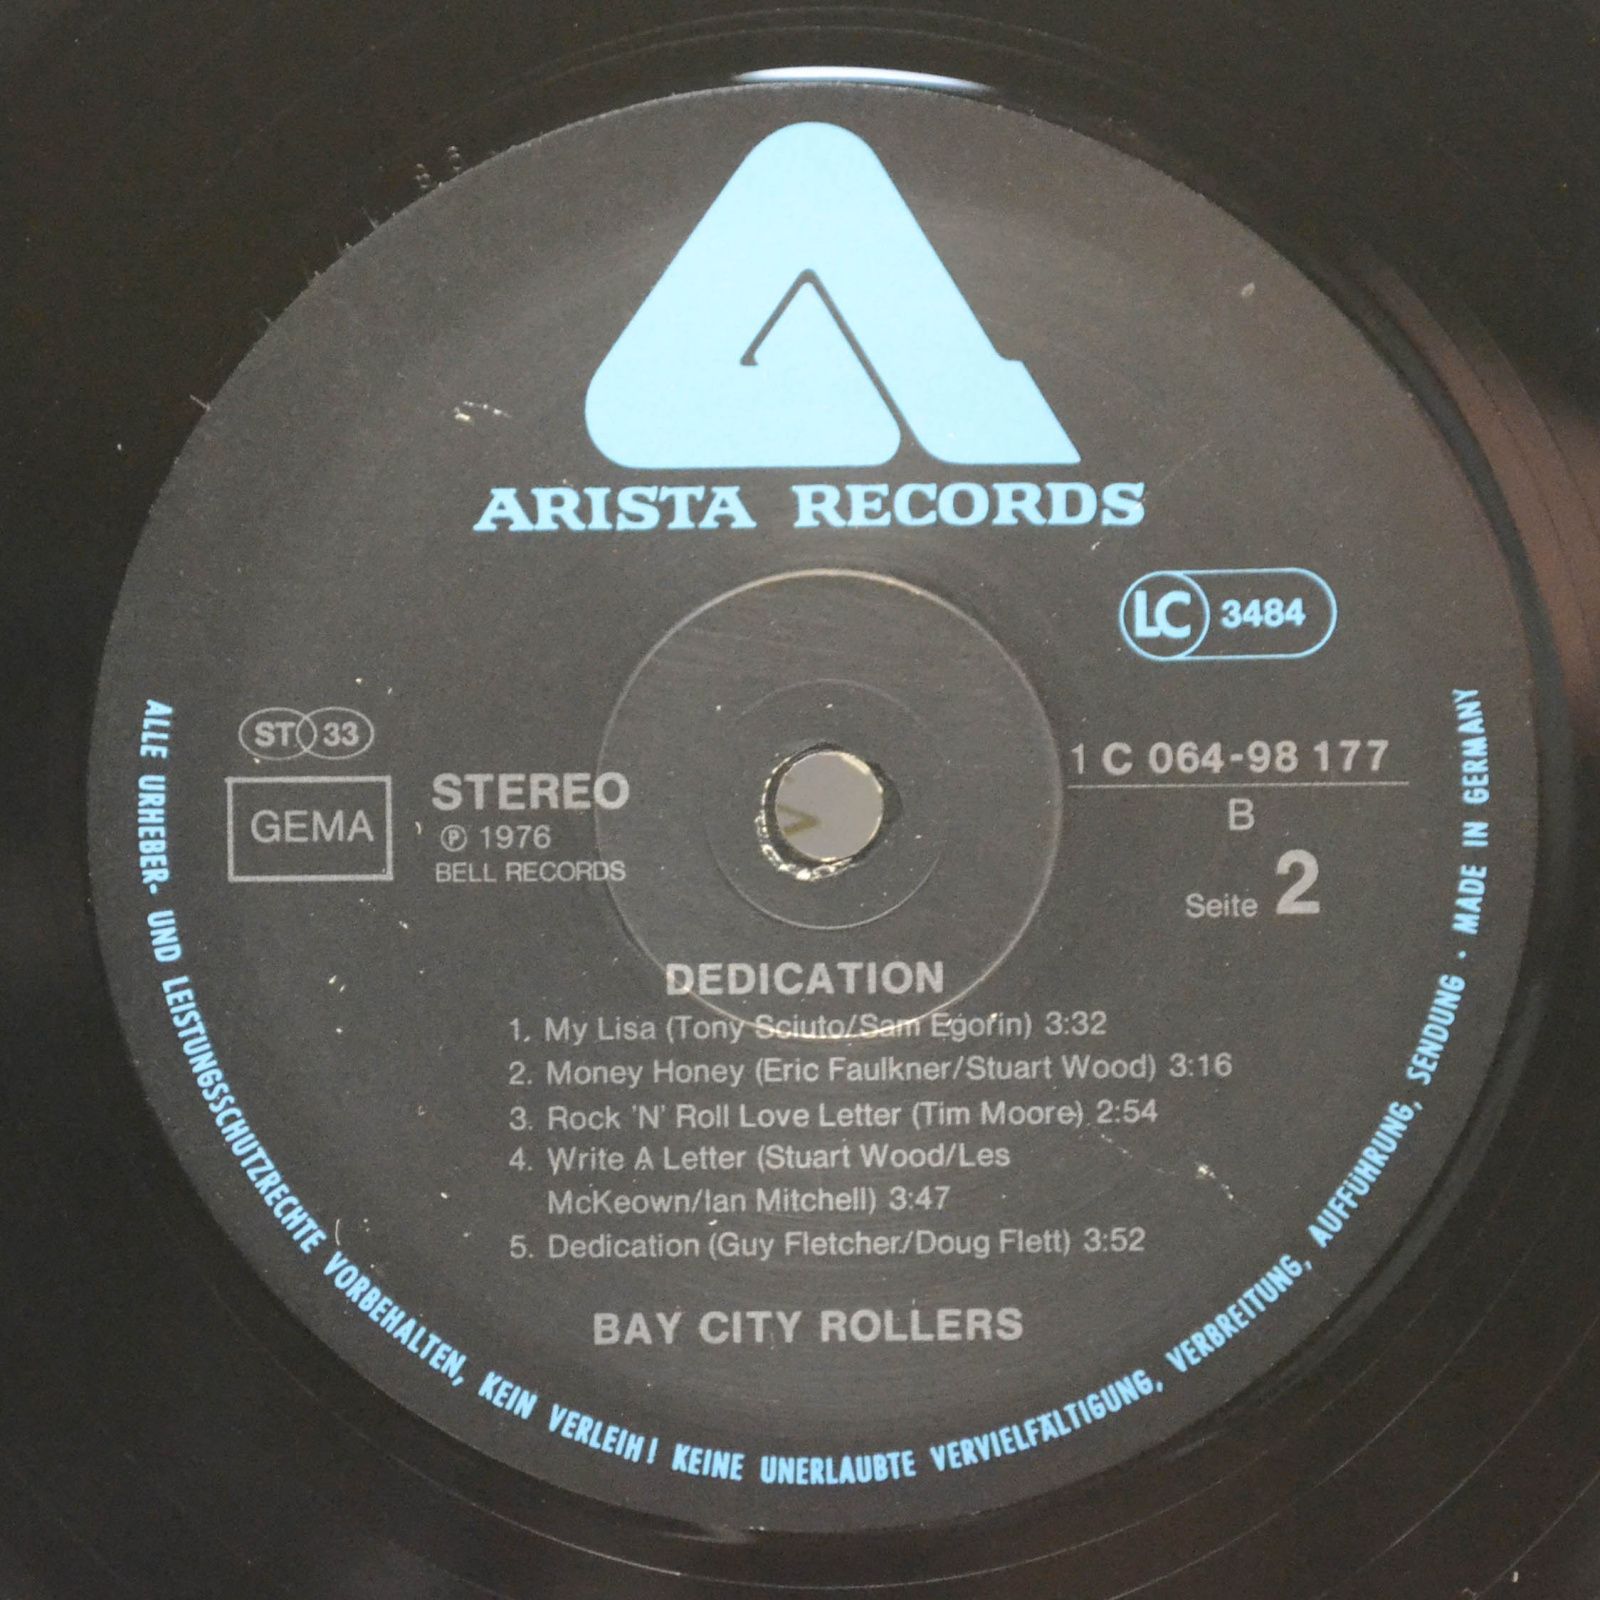 ARISTA RECORDS
LC 3484
ST 33
GEMA
STEREO
℗ 1976
BELL RECORDS
1 C 064-98 177
B
Seite 2
DEDICATION
1. My Lisa (Tony Sciuto/Sam Egorin) 3:32
2. Money Honey (Eric Faulkner/Stuart Wood) 3:16
3. Rock 'N' Roll Love Letter (Tim Moore) 2:54
4. Write A Letter (Stuart Wood/Les
McKeown/Ian Mitchell) 3:47
5. Dedication (Guy Fletcher/Doug Flett) 3:52
BAY CITY ROLLERS
ALLE URHEBER- UND LEISTUNGSSCHUTZRECHTE VORBEHALTEN, KEIN VERLEIH! KEINE UNERLAUBTE VERVIELFÄLTIGUNG, VERBREITUNG, AUFFÜHRUNG, SENDUNG · MADE IN GERMANY